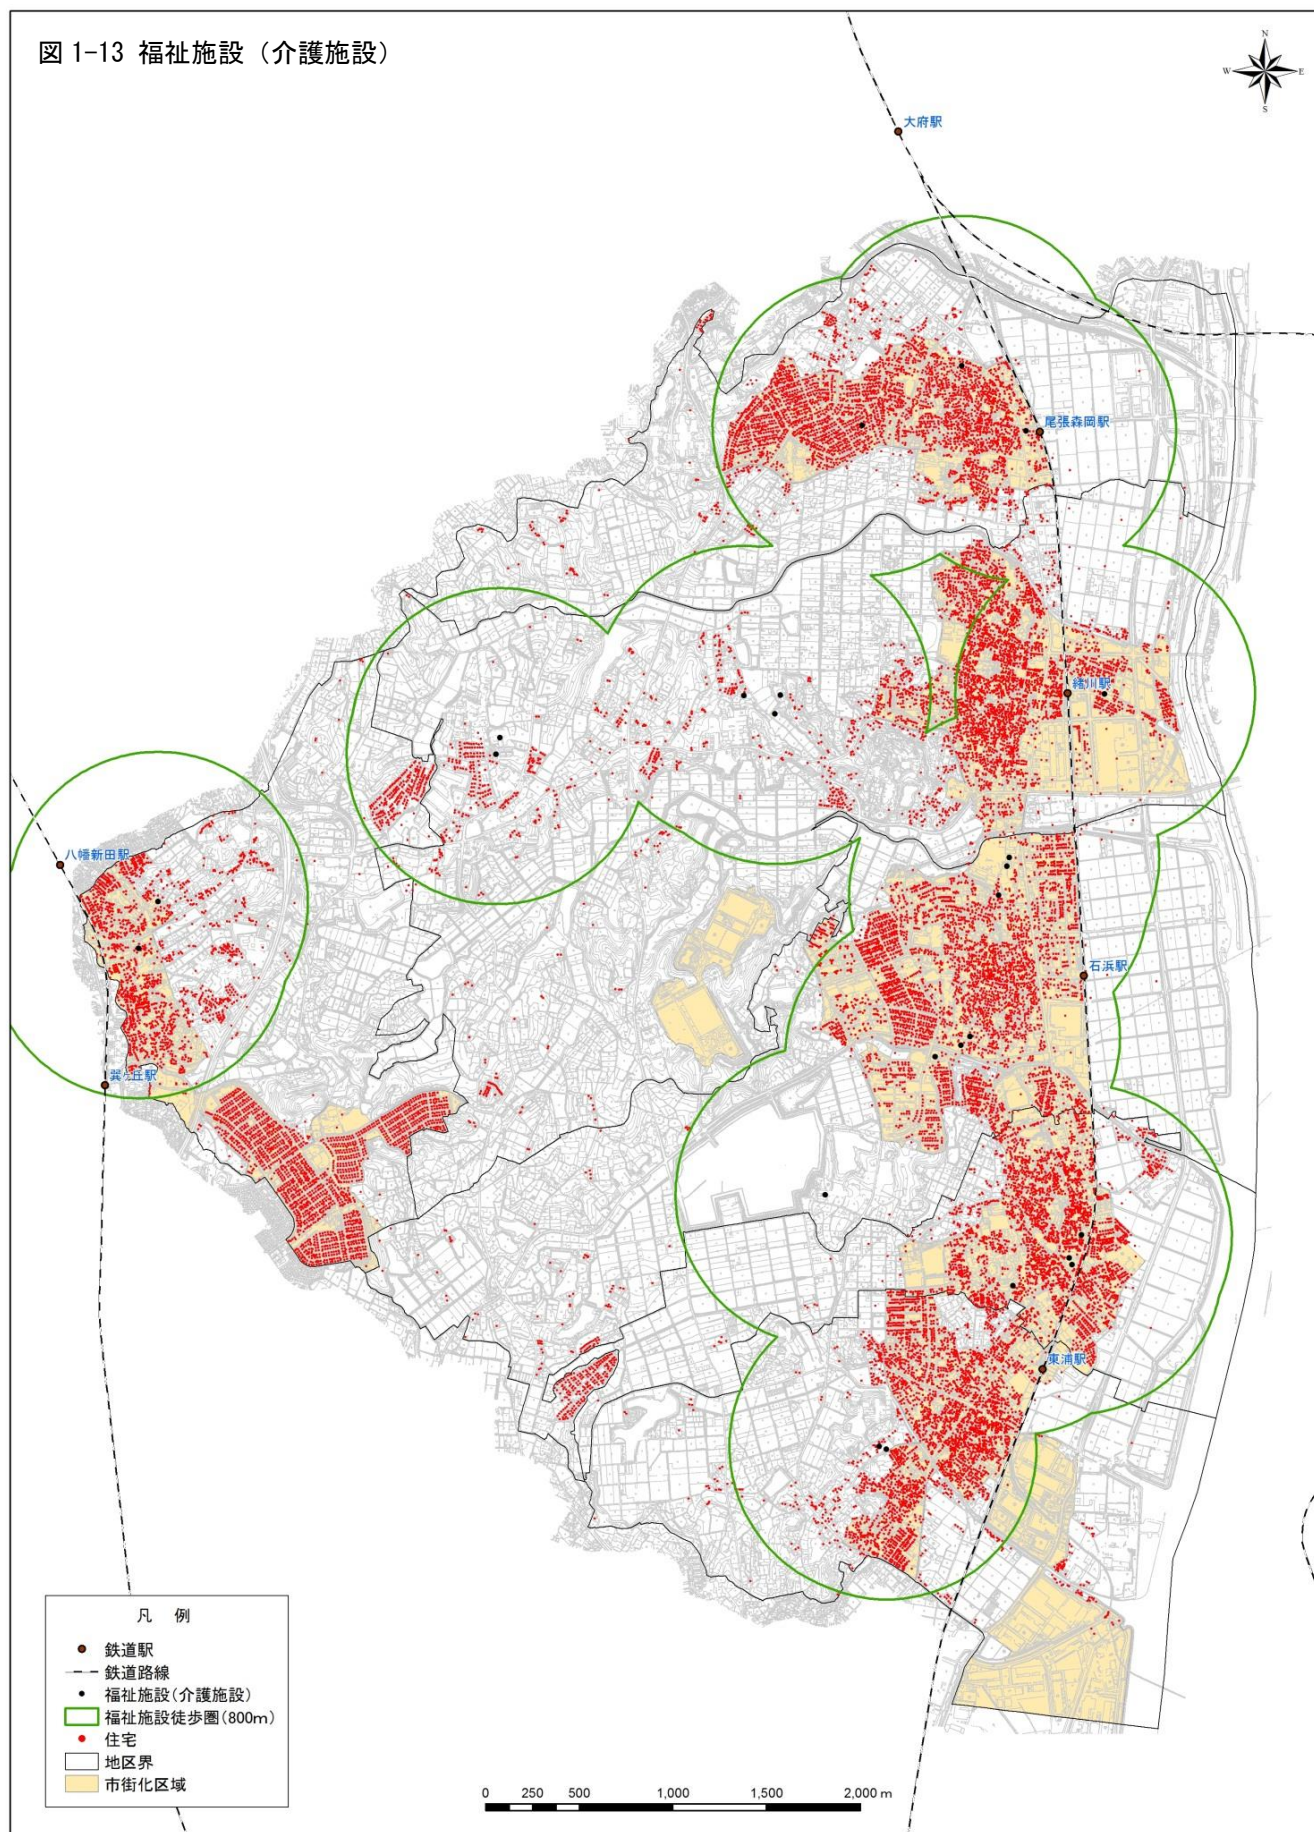 図 1-13 福祉施設（介護施設）
N
W
E
S
大府駅
尾張森岡駅
緒川駅
八幡新田駅
石浜駅
巽ヶ丘駅
東浦駅
凡 例
鉄道駅
鉄道路線
福祉施設(介護施設)
福祉施設徒歩圏(800m)
住宅
地区界
市街化区域
0 250 500 1,000 1,500 2,000 m